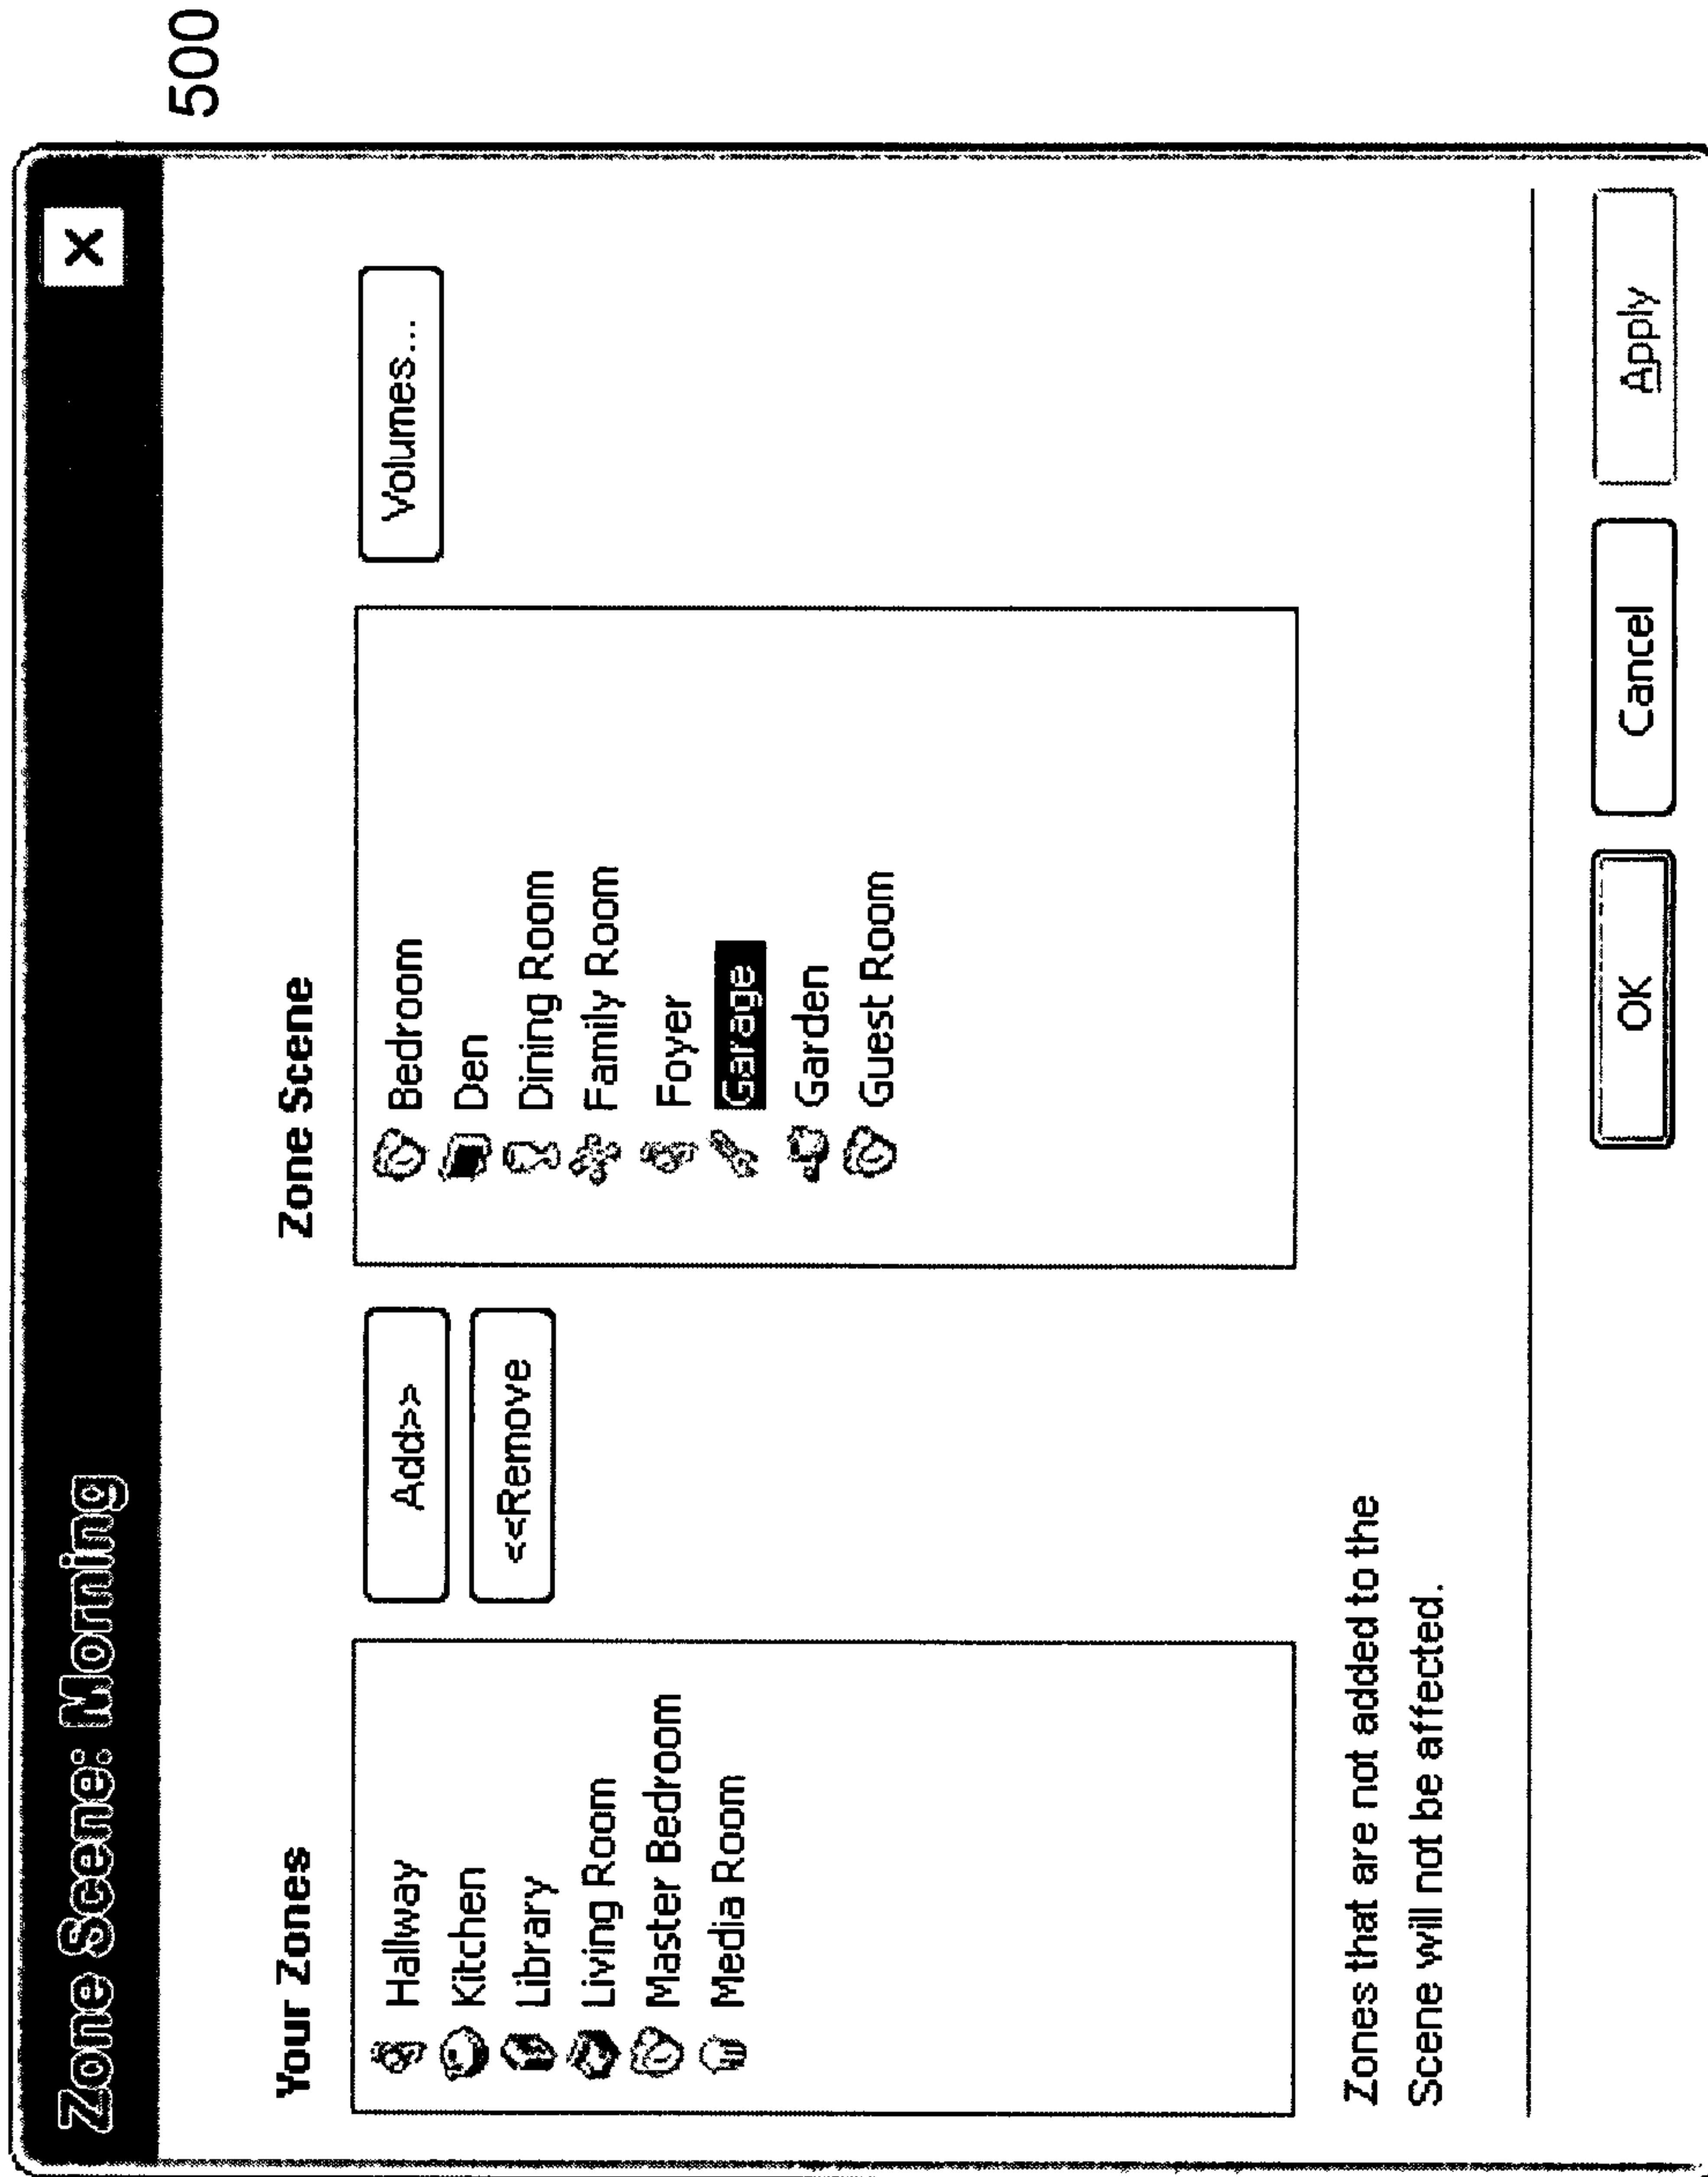 500
Zone Scene: Morning
X
Your Zones
Hallway
Kitchen
Library
Living Room
Master Bedroom
Media Room
Add>>
<<Remove
Zone Scene
Bedroom
Den
Dining Room
Family Room
Foyer
Garage
Garden
Guest Room
Volumes...
Zones that are not added to the
Scene will not be affected.
OK
Cancel
Apply